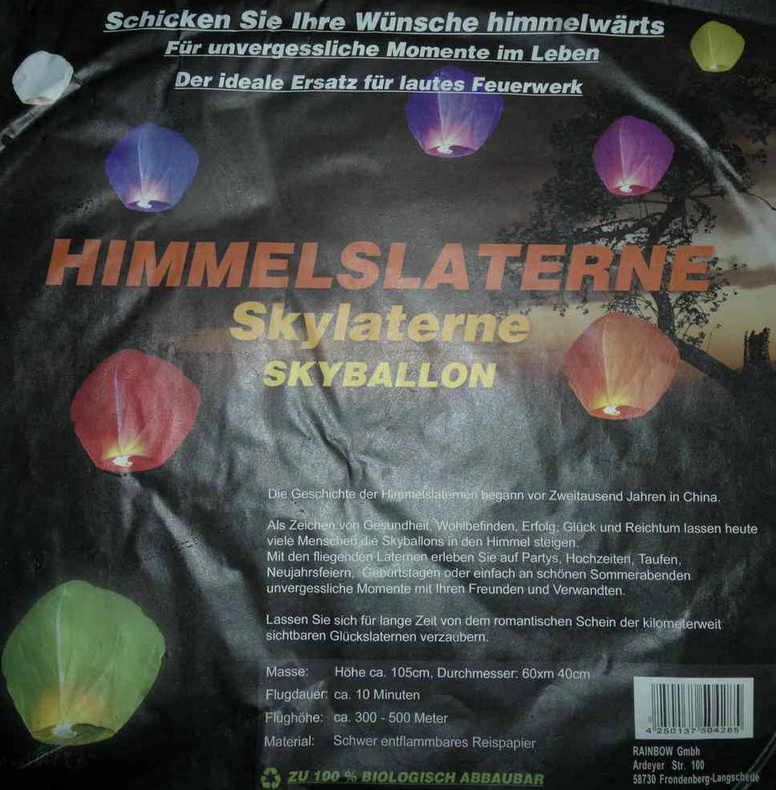 Schicken Sie Ihre Wünsche himmelwärts
Für unvergessliche Momente im Leben
Der ideale Ersatz für lautes Feuerwerk
HIMMELSLATERNE
Skylaterne
SKYBALLON
Die Geschichte der Himmelslaternen begann vor Zweitausend Jahren in China.
Als Zeichen von Gesundheit, Wohlbefinden, Erfolg, Glück und Reichtum lassen heute
viele Menschen die Skyballons in den Himmel steigen.
Mit den fliegenden Laternen erleben Sie auf Partys, Hochzeiten, Taufen,
Neujahrsfeiern, Geburtstagen oder einfach an schönen Sommerabenden
unvergessliche Momente mit Ihren Freunden und Verwandten.
Lassen Sie sich für lange Zeit von dem romantischen Schein der kilometerweit
sichtbaren Glückslaternen verzaubern.
Masse: Höhe ca. 105cm, Durchmesser: 60xm 40cm
Flugdauer: ca. 10 Minuten
Flughöhe: ca. 300 - 500 Meter
Material: Schwer entflammbares Reispapier
ZU 100 % BIOLOGISCH ABBAUBAR
4 250137 504285
RAINBOW Gmbh
Ardeyer Str. 100
58730 Frondenberg-Langschede